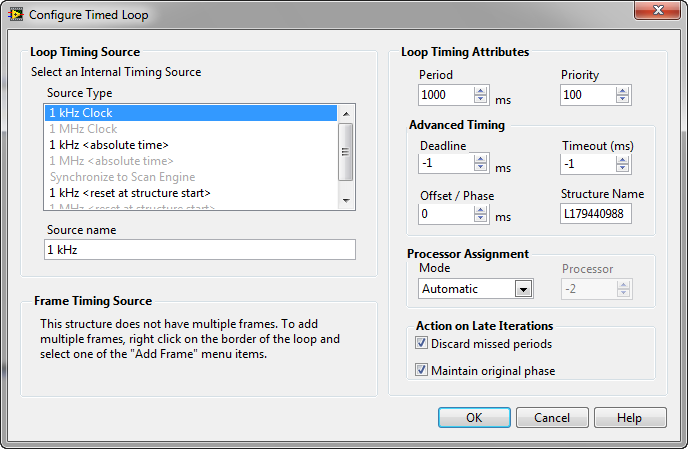 Configure Timed Loop
Loop Timing Source
Select an Internal Timing Source
Source Type
1 kHz Clock
1 MHz Clock
1 kHz <absolute time>
1 MHz <absolute time>
Synchronize to Scan Engine
1 kHz <reset at structure start>
1 MHz <reset at structure start>
Source name
1 kHz
Frame Timing Source
This structure does not have multiple frames. To add
multiple frames, right click on the border of the loop and
select one of the "Add Frame" menu items.
Loop Timing Attributes
Period
Priority
1000 ms
100
Advanced Timing
Deadline
Timeout (ms)
-1 ms
-1
Offset / Phase
Structure Name
0 ms
L179440988
Processor Assignment
Mode
Processor
Automatic
-2
Action on Late Iterations
Discard missed periods
Maintain original phase
OK
Cancel
Help